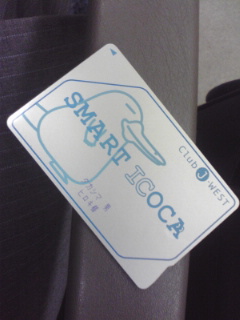 Club J WEST
SMART ICOCA